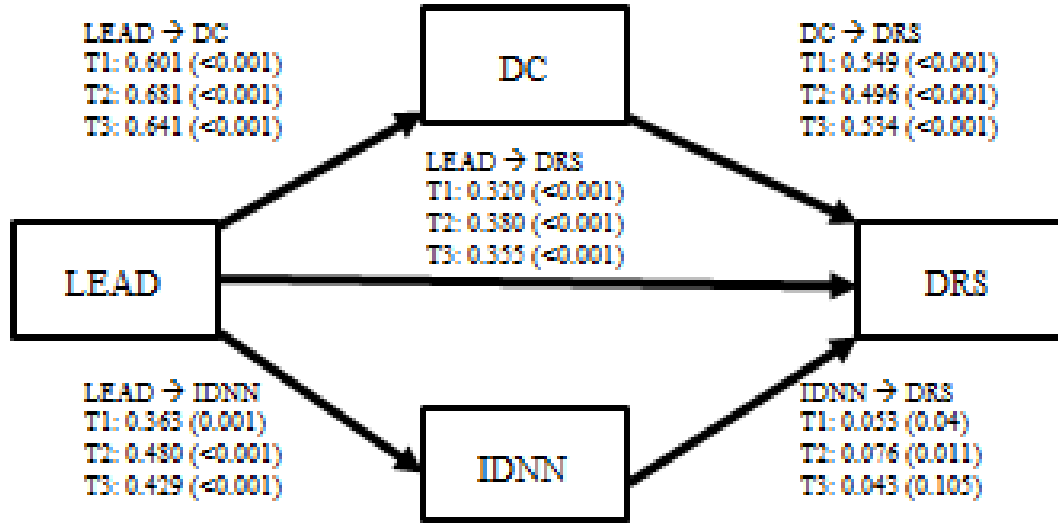 LEAD → DC
T1: 0.601 (<0.001)
T2: 0.681 (<0.001)
T3: 0.641 (<0.001)
DC
DC → DRS
T1: 0.549 (<0.001)
T2: 0.496 (<0.001)
T3: 0.534 (<0.001)
LEAD → DRS
T1: 0.320 (<0.001)
T2: 0.380 (<0.001)
T3: 0.355 (<0.001)
LEAD
DRS
LEAD → IDNN
T1: 0.363 (0.001)
T2: 0.480 (<0.001)
T3: 0.429 (<0.001)
IDNN
IDNN → DRS
T1: 0.053 (0.04)
T2: 0.076 (0.011)
T3: 0.043 (0.105)